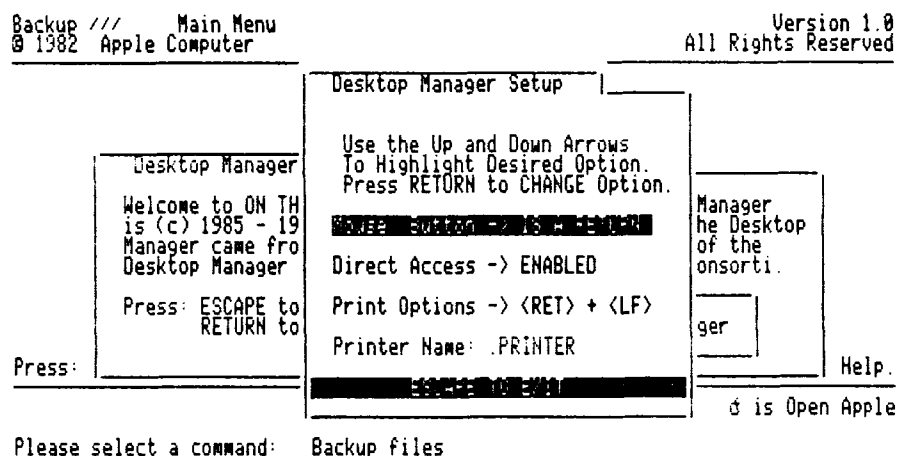 Backup /// Main Menu Version 1.0
@ 1982 Apple Computer All Rights Reserved
Desktop Manager Setup
Use the Up and Down Arrows
To Highlight Desired Option.
Press RETURN to CHANGE Option.
Desktop Manager
Welcome to ON TH
is (c) 1985 - 19
Manager came fro
Desktop Manager
Press: ESCAPE to
RETURN to
Direct Access -> ENABLED
Print Options -> <RET> + <LF>
Printer Name: .PRINTER
Manager
he Desktop
of the
onsorti.
ger
Press: Help.
is Open Apple
Please select a command: Backup files